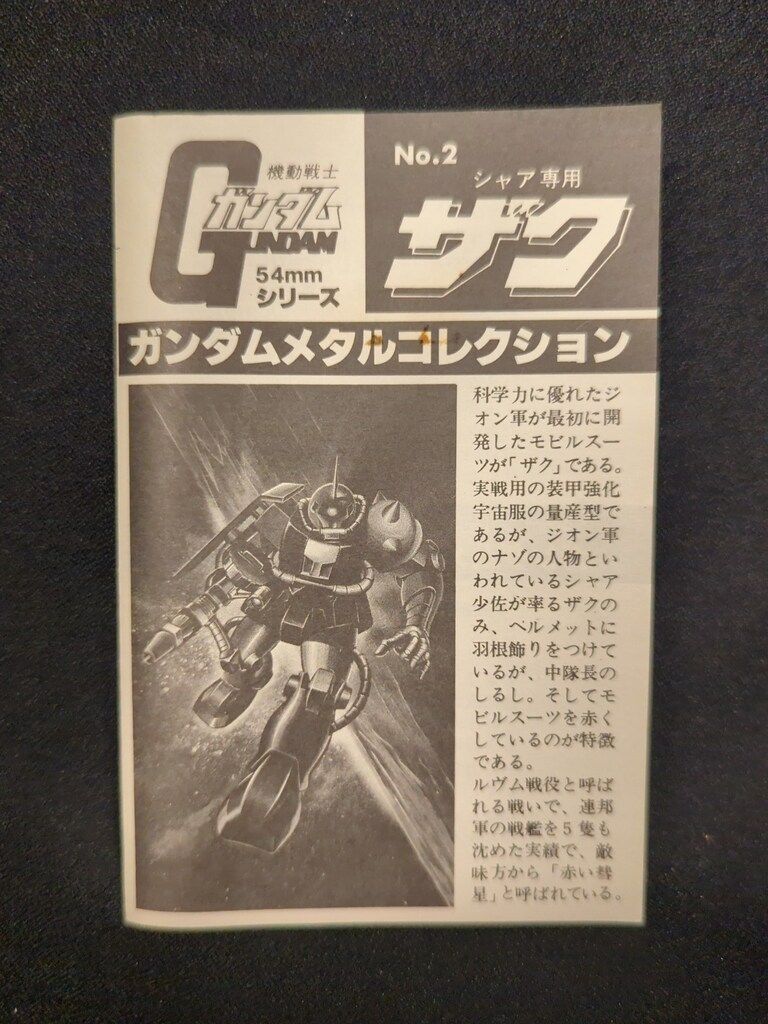 機動戦士
ガンダム
GUNDAM
54mm
シリーズ
No.2
シャア専用
ザク
ガンダムメタルコレクション
科学力に優れたジ
オン軍が最初に開
発したモビルスー
ツが「ザク」である。
実戦用の装甲強化
宇宙服の量産型で
あるが、ジオン軍
のナゾの人物とい
われているシャア
少佐が率るザクの
み、ベルメットに
羽根飾りをつけて
いるが、中隊長の
しるし。そしてモ
ビルスーツを赤く
しているのが特徴
である。
ルヴム戦役と呼ば
れる戦いで、連邦
軍の戦艦を5隻も
沈めた実績で、敵
味方から「赤い彗
星」と呼ばれている。